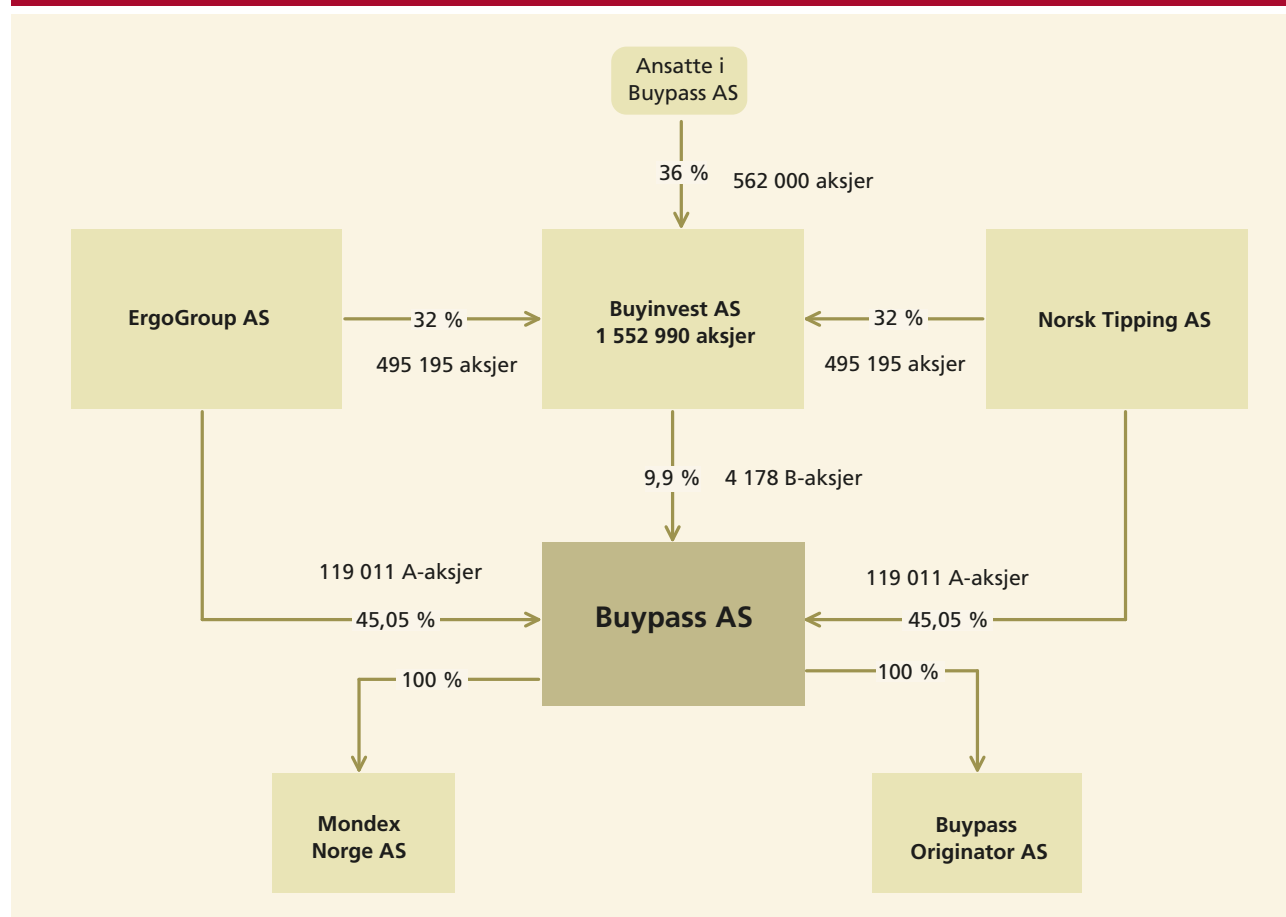 Ansatte i
Buypass AS
36 %
562 000 aksjer
ErgoGroup AS
32 %
495 195 aksjer
Buyinvest AS
1 552 990 aksjer
32 %
495 195 aksjer
Norsk Tipping AS
9,9 %
4 178 B-aksjer
119 011 A-aksjer
45,05 %
Buypass AS
119 011 A-aksjer
45,05 %
100 %
100 %
Mondex
Norge AS
Buypass
Originator AS